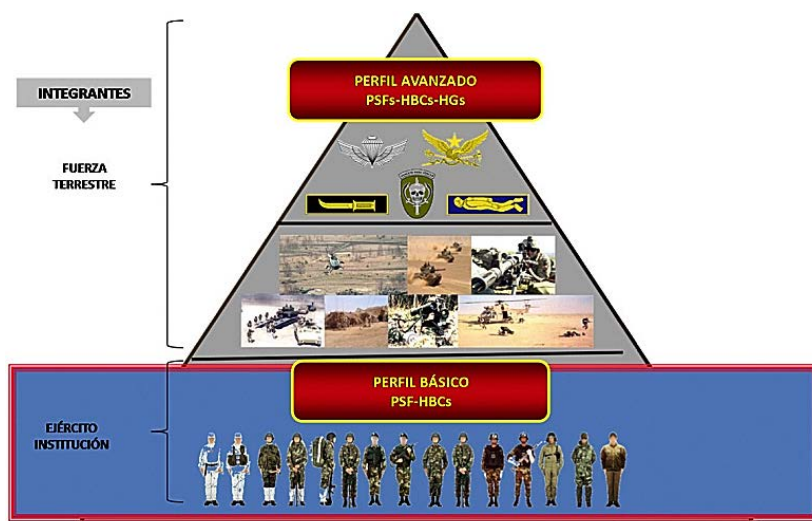 PERFIL AVANZADO
PSFs-HBCs-HGs
INTEGRANTES
FUERZA
TERRESTRE
PERFIL BÁSICO
PSF-HBCs
EJÉRCITO
INSTITUCIÓN